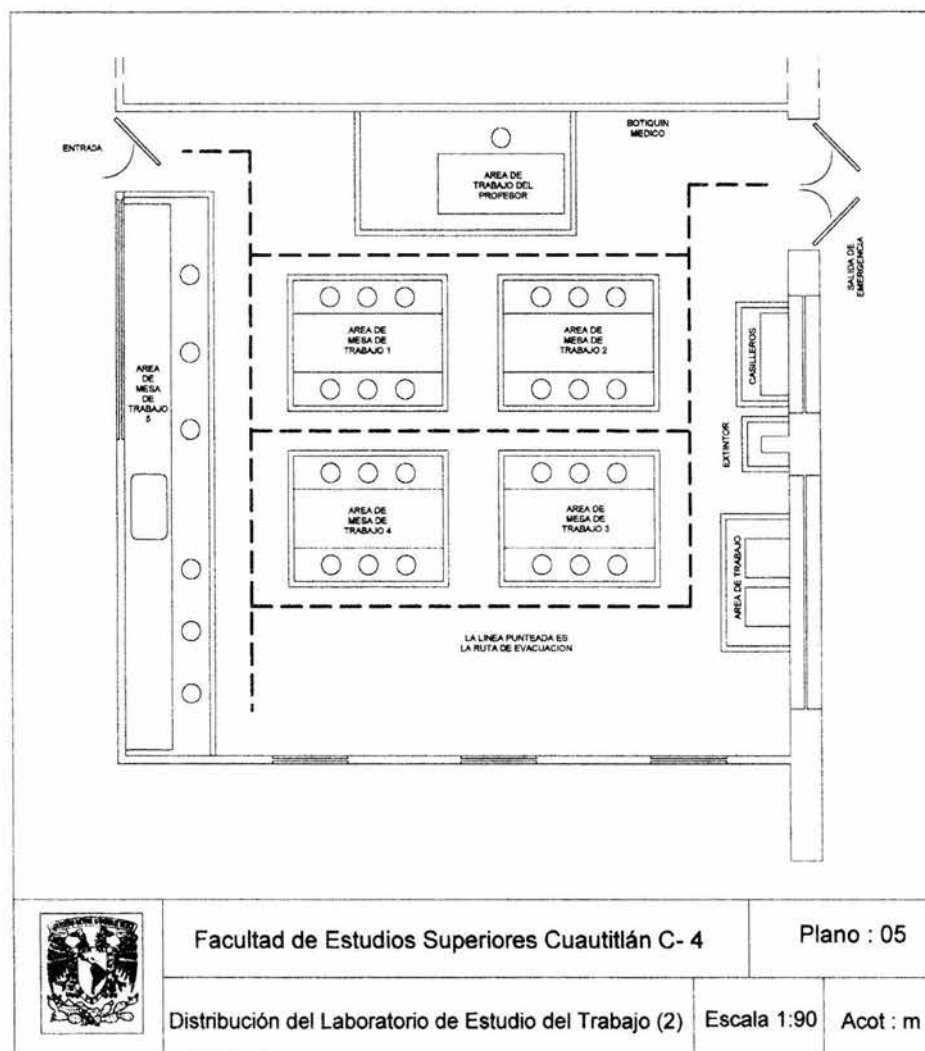 ENTRADA
BOTIQUIN
MEDICO
AREA DE
TRABAJO DEL
PROFESOR
SALIDA DE
EMERGENCIA
AREA DE
MESA DE
TRABAJO 1
AREA DE
MESA DE
TRABAJO 2
CASILLEROS
AREA
DE
MESA
DE
TRABAJO
5
EXTINTOR
AREA DE
MESA DE
TRABAJO 4
AREA DE
MESA DE
TRABAJO 3
AREA DE TRABAJO
LA LINEA PUNTEADA ES
LA RUTA DE EVACUACION
Facultad de Estudios Superiores Cuautitlán C- 4
Plano : 05
Distribución del Laboratorio de Estudio del Trabajo (2)
Escala 1:90
Acot : m